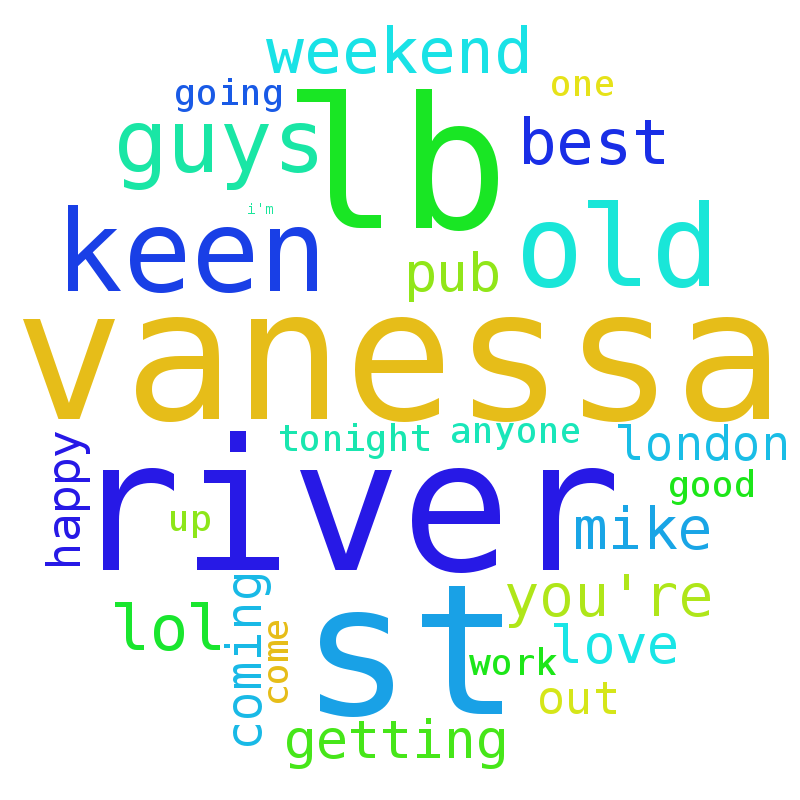 weekend
going
one
lb
guys
best
i'm
keen
old
pub
vanessa
tonight
anyone
london
happy
river
good
up
mike
coming
st
you're
lol
come
work
love
out
getting